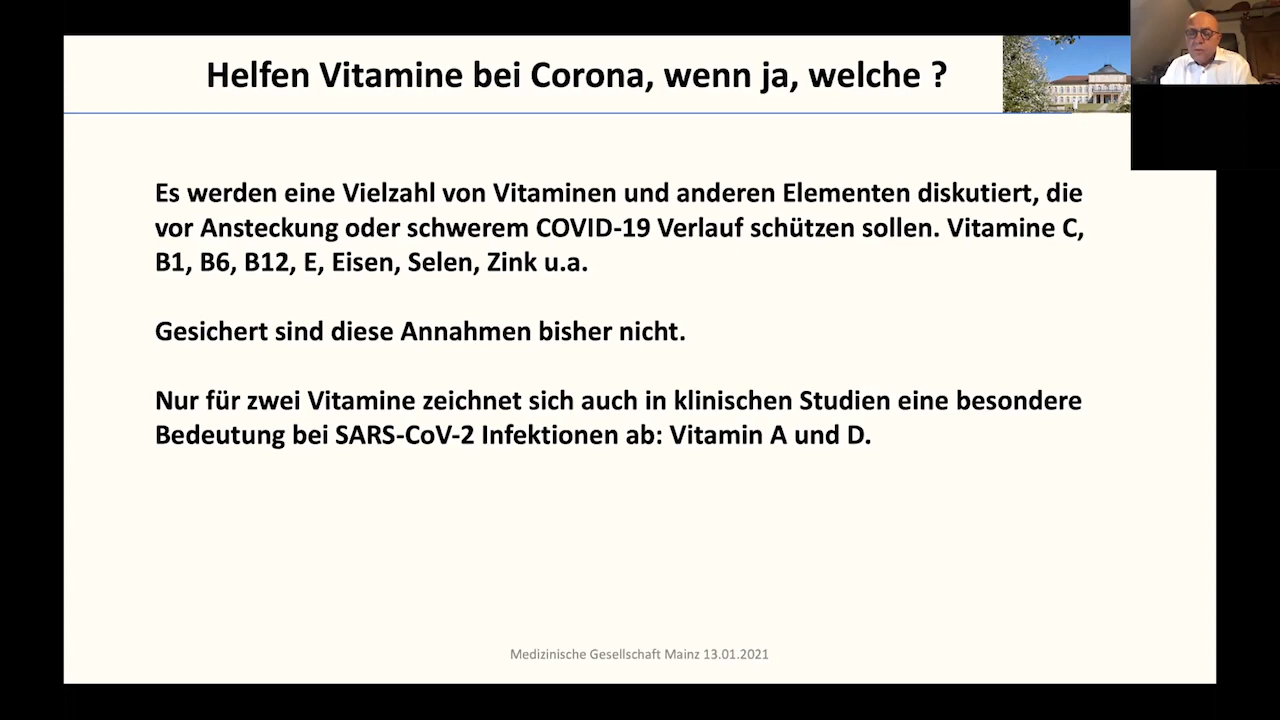 Helfen Vitamine bei Corona, wenn ja, welche ?
Es werden eine Vielzahl von Vitaminen und anderen Elementen diskutiert, die
vor Ansteckung oder schwerem COVID-19 Verlauf schützen sollen. Vitamine C,
B1, B6, B12, E, Eisen, Selen, Zink u.a.
Gesichert sind diese Annahmen bisher nicht.
Nur für zwei Vitamine zeichnet sich auch in klinischen Studien eine besondere
Bedeutung bei SARS-CoV-2 Infektionen ab: Vitamin A und D.
Medizinische Gesellschaft Mainz 13.01.2021